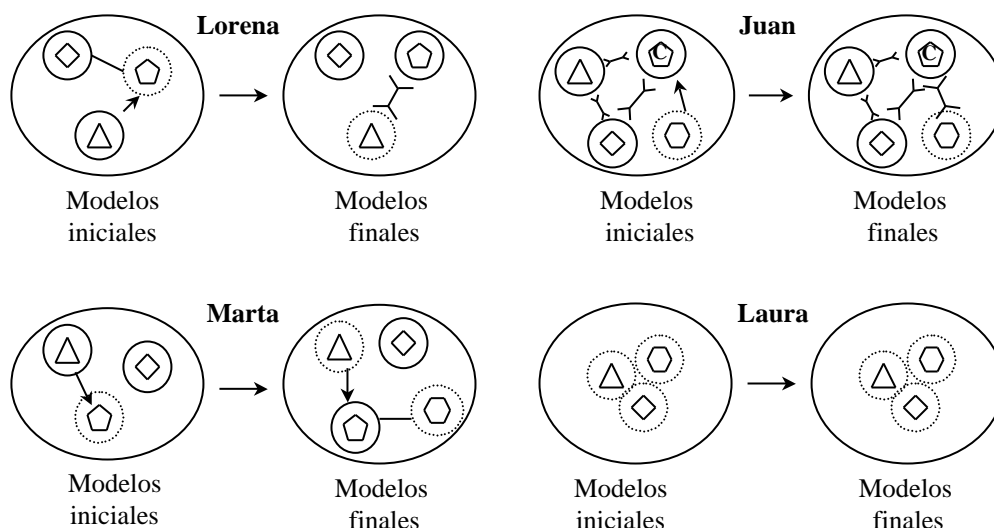 Lorena
Juan
C
C
Modelos
iniciales
Modelos
finales
Modelos
iniciales
Modelos
finales
Marta
Laura
Modelos
iniciales
Modelos
finales
Modelos
iniciales
Modelos
finales